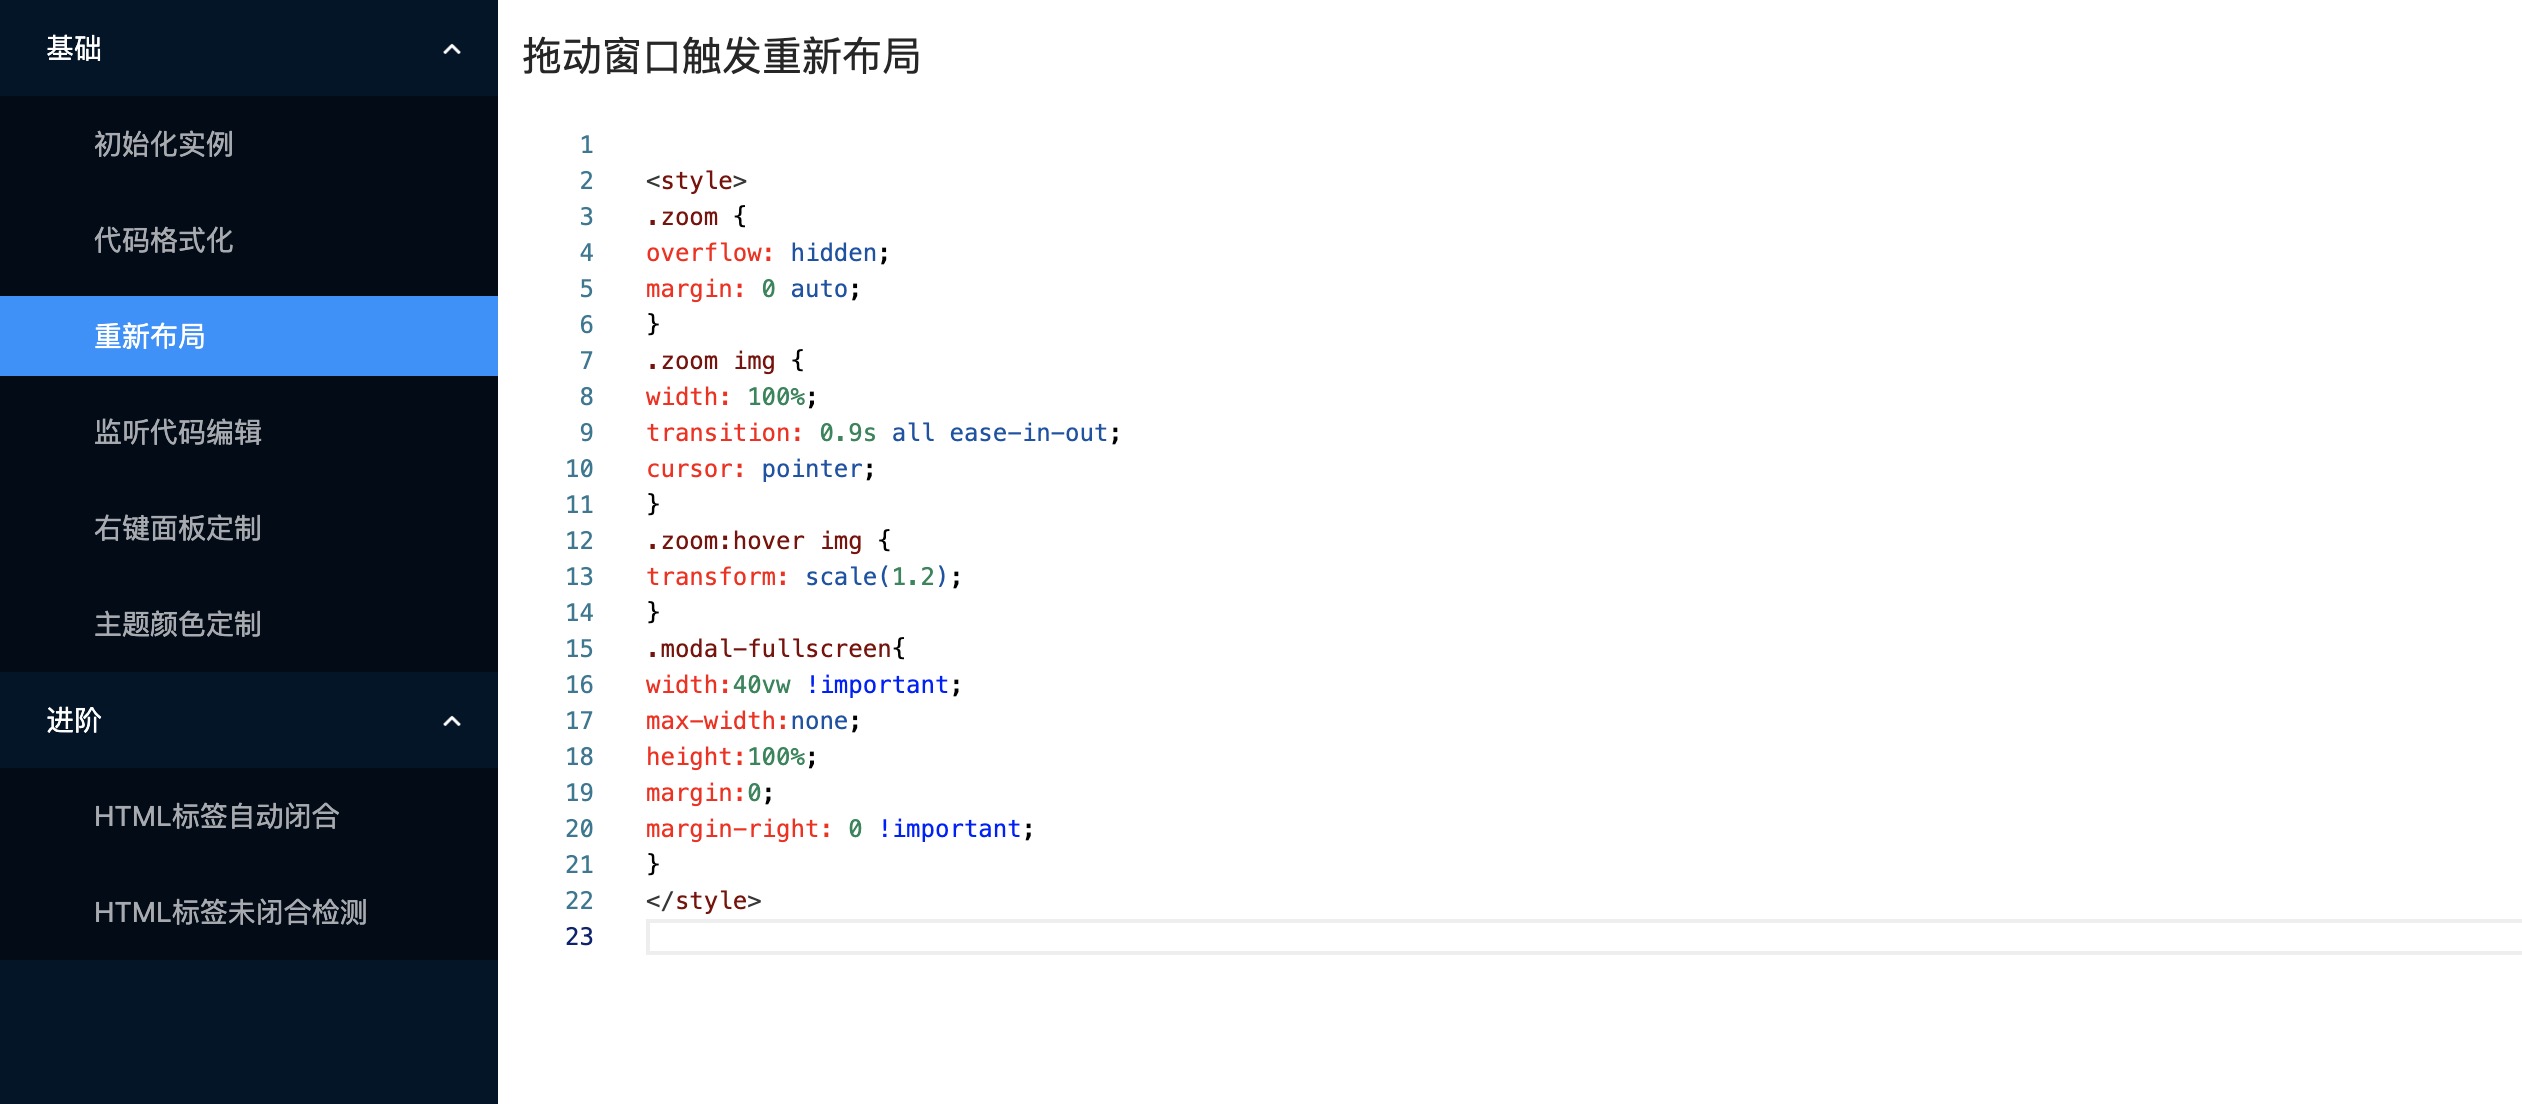 基础
初始化实例
代码格式化
重新布局
监听代码编辑
右键面板定制
主题颜色定制
进阶
HTML标签自动闭合
HTML标签未闭合检测
拖动窗口触发重新布局
1
2 <style>
3 .zoom {
4 overflow: hidden;
5 margin: 0 auto;
6 }
7 .zoom img {
8 width: 100%;
9 transition: 0.9s all ease-in-out;
10 cursor: pointer;
11 }
12 .zoom:hover img {
13 transform: scale(1.2);
14 }
15 .modal-fullscreen{
16 width:40vw !important;
17 max-width:none;
18 height:100%;
19 margin:0;
20 margin-right: 0 !important;
21 }
22 </style>
23